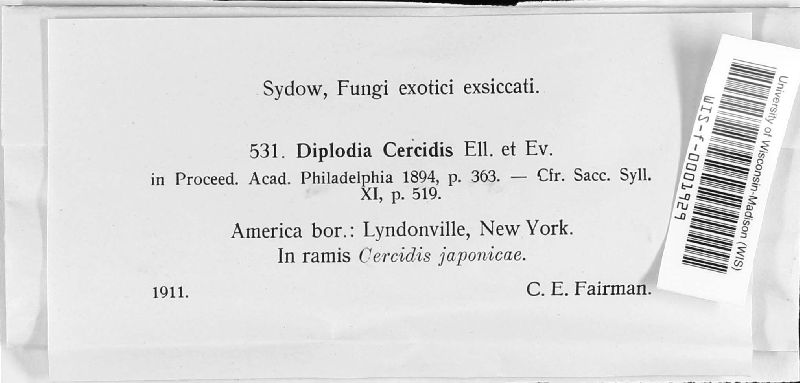 Sydow, Fungi exotici exsiccati.
531. Diplodia Cercidis Ell. et Ev.
in Proceed. Acad. Philadelphia 1894, p. 363. — Cfr. Sacc. Syll.
XI, p. 519.
America bor.: Lyndonville, New York.
In ramis Cercidis japonicae.
1911.
C. E. Fairman.
University of Wisconsin-Madison (WIS)
WIS-f-0001929